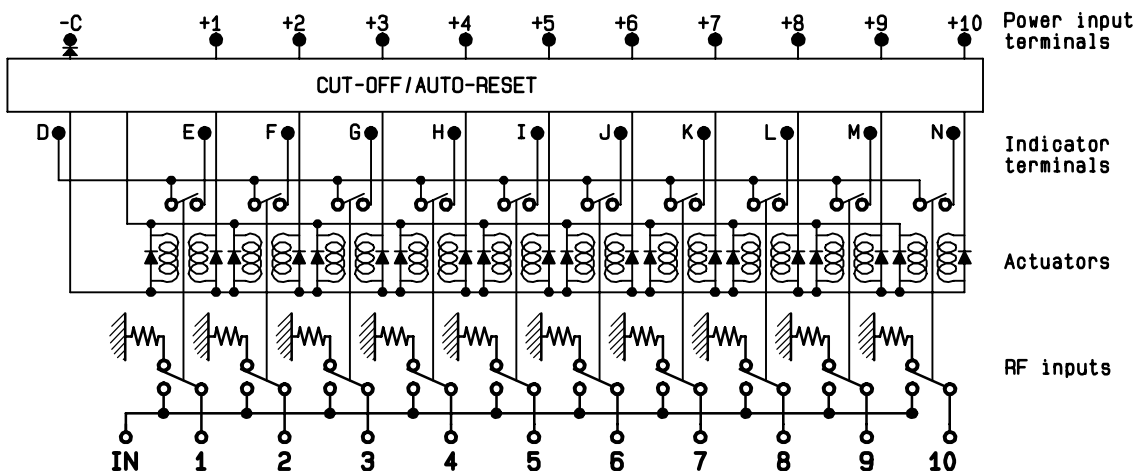 -C +1 +2 +3 +4 +5 +6 +7 +8 +9 +10 Power input
terminals
CUT-OFF/AUTO-RESET
D E F G H I J K L M N Indicator
terminals
Actuators
RF inputs
IN 1 2 3 4 5 6 7 8 9 10